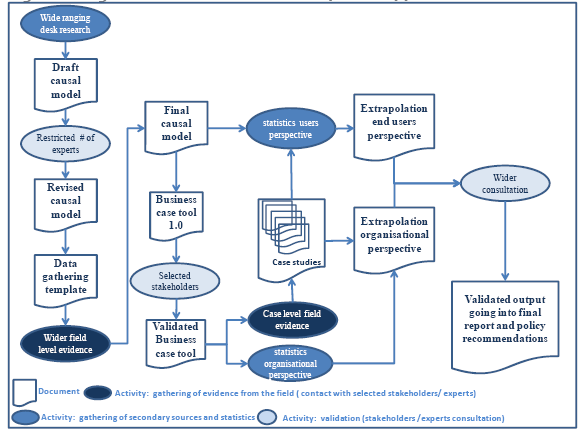 Wide ranging
desk research
Draft
causal
model
Restricted # of
experts
Revised
causal
model
Data
gathering
template
Wider field
level evidence
Final
causal
model
Business
case tool
1.0
Selected
stakeholders
Validated
Business
case tool
statistics users
perspective
Case studies
Case level field
evidence
statistics
organisational
perspective
Extrapolation
end users
perspective
Extrapolation
organisational
perspective
Wider
consultation
Validated output
going into final
report and policy
recommendations
Document
Activity: gathering of evidence from the field ( contact with selected stakeholders/ experts)
Activity: gathering of secondary sources and statistics
Activity: validation (stakeholders /experts consultation)